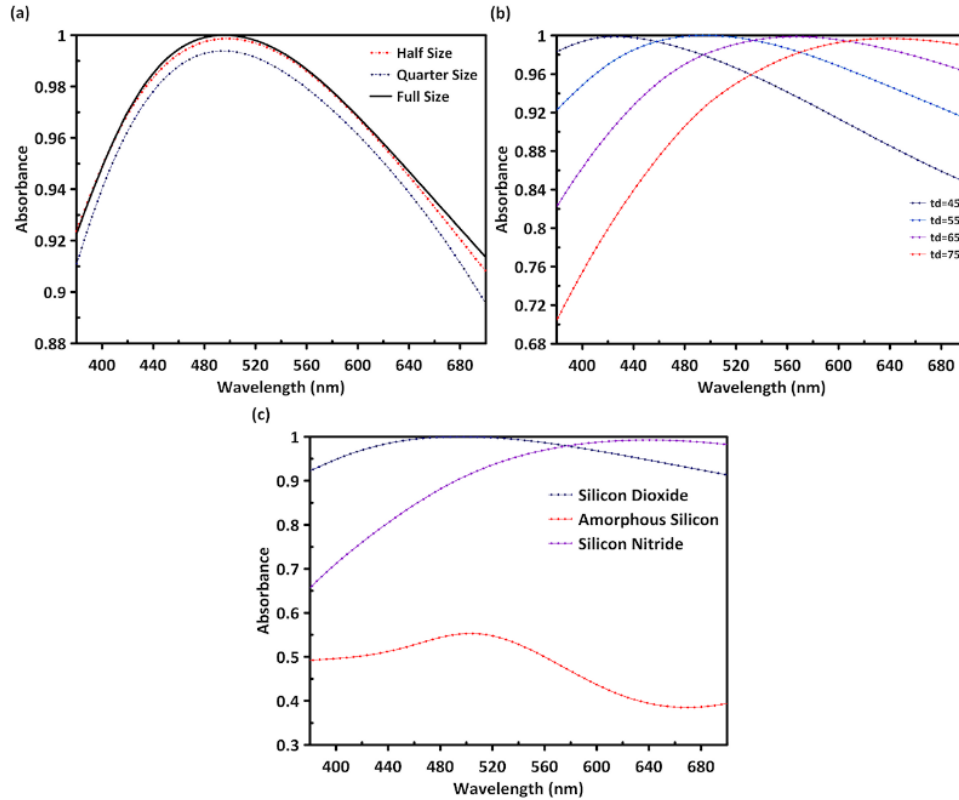 (a)
1
0.98
0.96
0.94
0.92
0.9
0.88
Absorbance
400 440 480 520 560 600 640 680
Wavelength (nm)
Half Size
Quarter Size
Full Size
(b)
1
0.96
0.92
0.88
0.84
0.8
0.76
0.72
0.68
Absorbance
400 440 480 520 560 600 640 680
Wavelength (nm)
td=45
td=55
td=65
td=75
(c)
1
0.9
0.8
0.7
0.6
0.5
0.4
0.3
Absorbance
400 440 480 520 560 600 640 680
Wavelength (nm)
Silicon Dioxide
Amorphous Silicon
Silicon Nitride